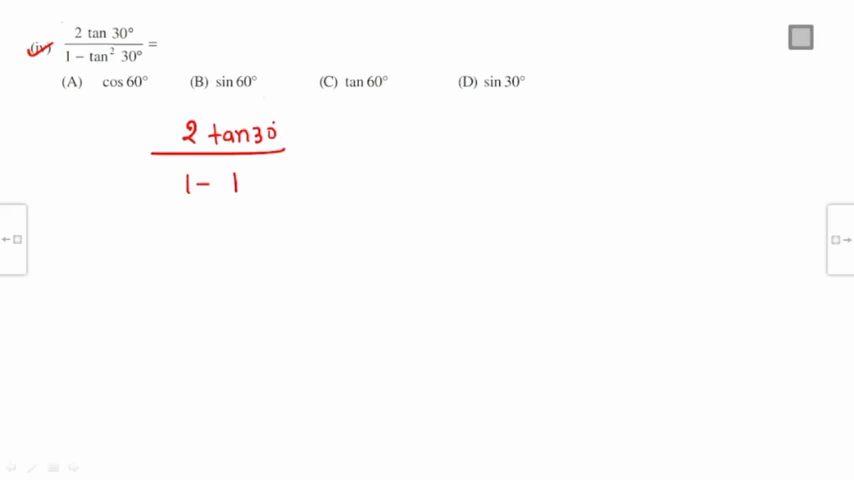 (iv) 2 tan 30° / 1 − tan² 30° =
(A) cos 60° (B) sin 60° (C) tan 60° (D) sin 30°
2 tan30°
1 − 1